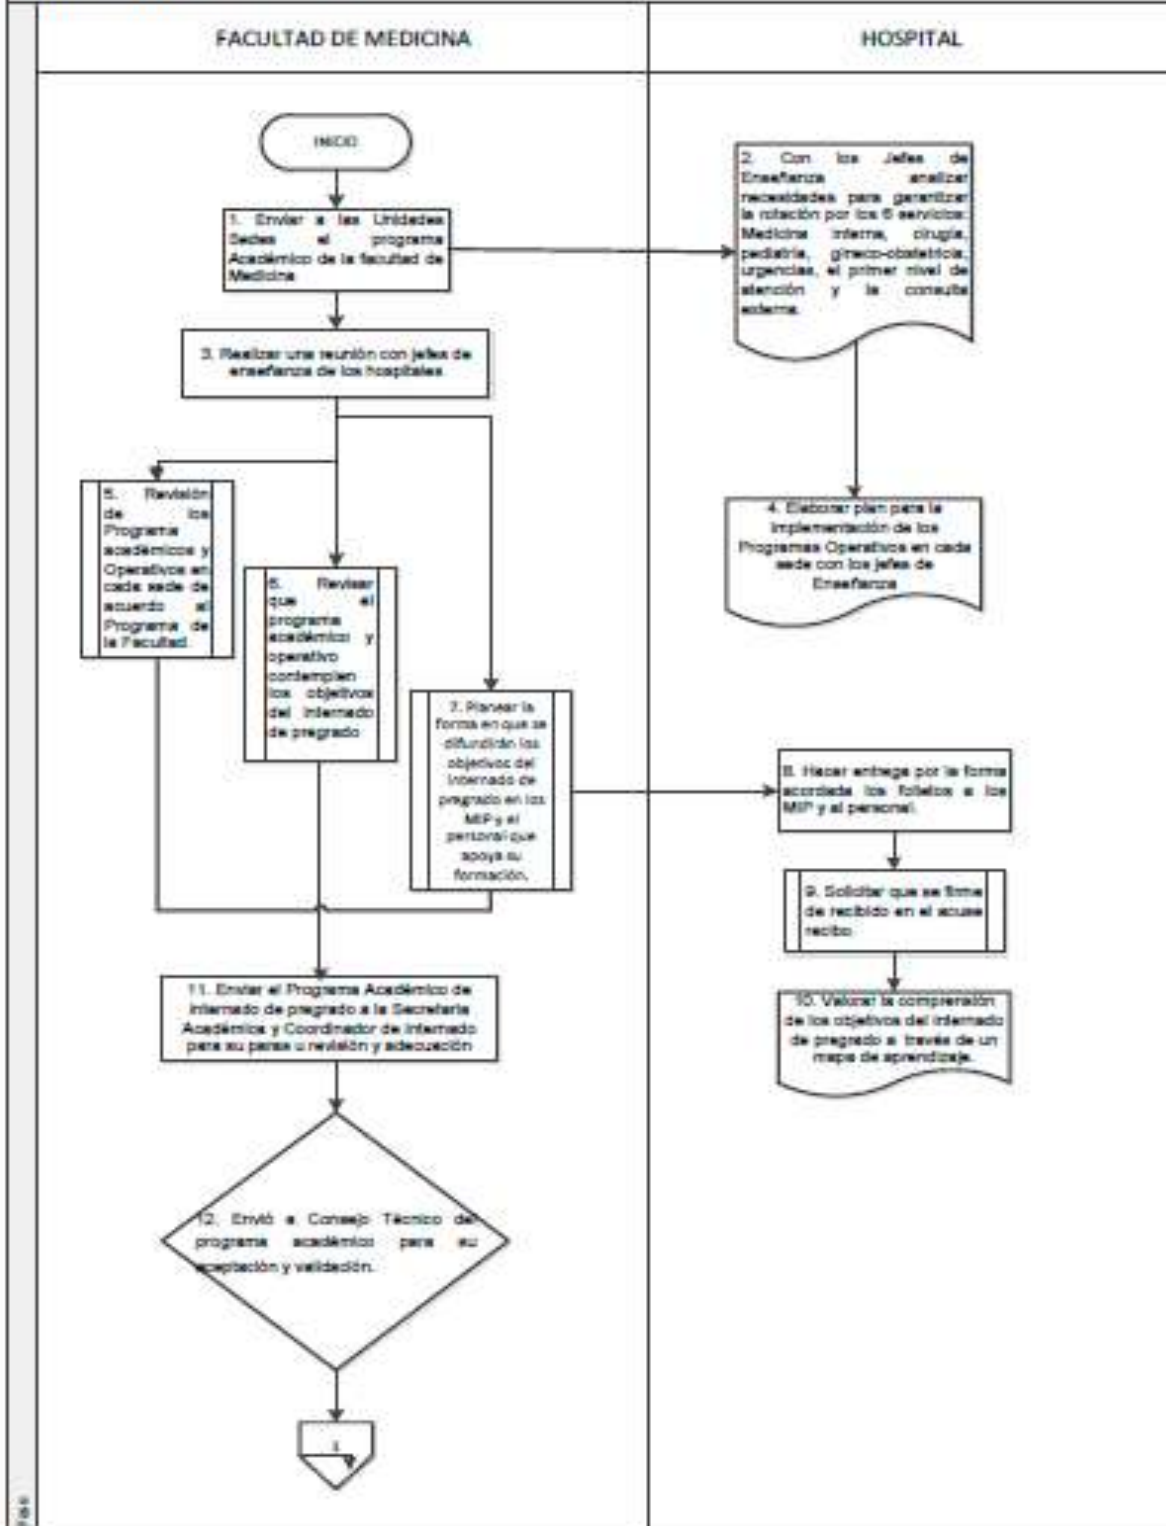 FACULTAD DE MEDICINA
HOSPITAL
INICIO
1. Enviar a las Unidades
Sedes el programa
Académico de la facultad de
Medicina
2. Con los Jefes de
Enseñanza analizar
necesidades para garantizar
la rotación por los 6 servicios:
Medicina interna, cirugía,
pediatría, gineco-obstetricia,
urgencias, el primer nivel de
atención y la consulta
externa.
3. Realizar una reunión con jefes de
enseñanza de los hospitales
4. Elaborar plan para la
implementación de los
Programas Operativos en cada
sede con los jefes de
Enseñanza
5. Revisión
de los
Programa
académicos y
Operativos en
cada sede de
acuerdo al
Programa de
la Facultad.
6. Revisar
que el
programa
académico y
operativo
contemplen
los objetivos
del internado
de pregrado
7. Planear la
forma en que se
difundirán los
objetivos del
internado de
pregrado en los
MIP y el
personal que
apoya su
formación.
8. Hacer entrega por la forma
acordada los folletos a los
MIP y al personal.
9. Solicitar que se firme
de recibido en el acuse
recibo
10. Valorar la comprensión
de los objetivos del internado
de pregrado a través de un
mapa de aprendizaje.
11. Enviar el Programa Académico de
internado de pregrado a la Secretaria
Académica y Coordinador de internado
para su para u revisión y adecuación
12. Envió a Consejo Técnico del
programa académico para su
aceptación y validación.
1
Fase